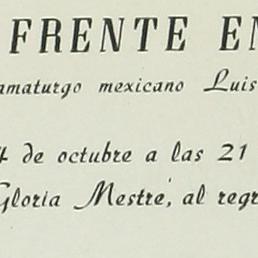 FRENTE EN
amaturgo mexicano Luis
4 de octubre a las 21
Gloria Mestre, al regr